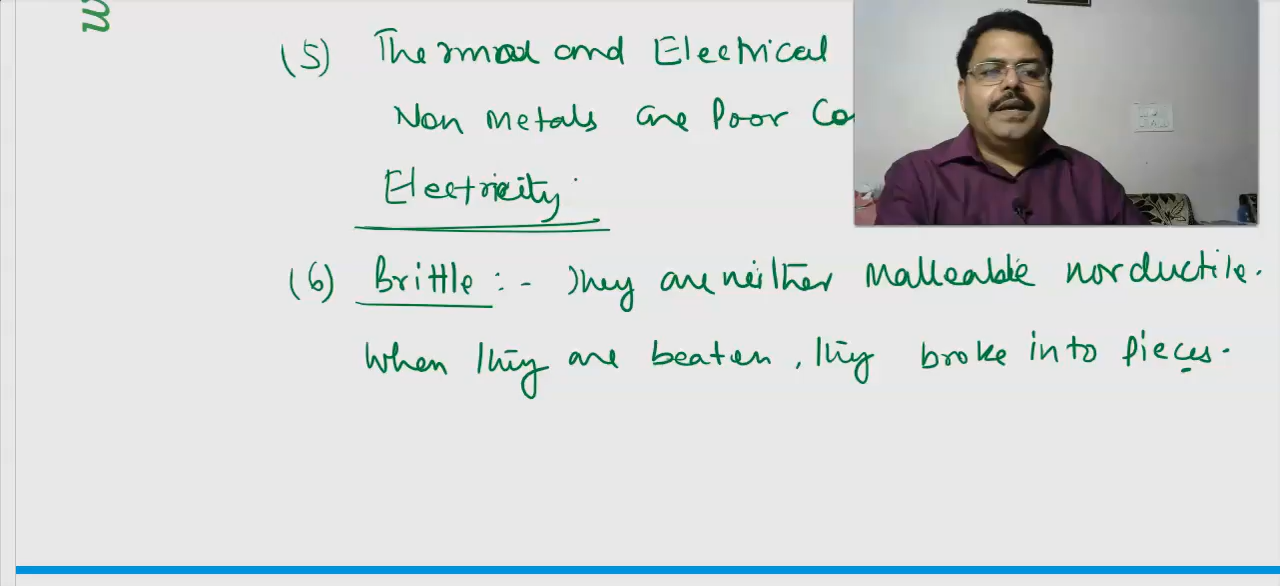 (5) Thermal and Electrical
Non metals are Poor Co
Electricity.
(6) Brittle :- They are neither Malleable nor ductile.
When they are beaten, they broke into pieces.